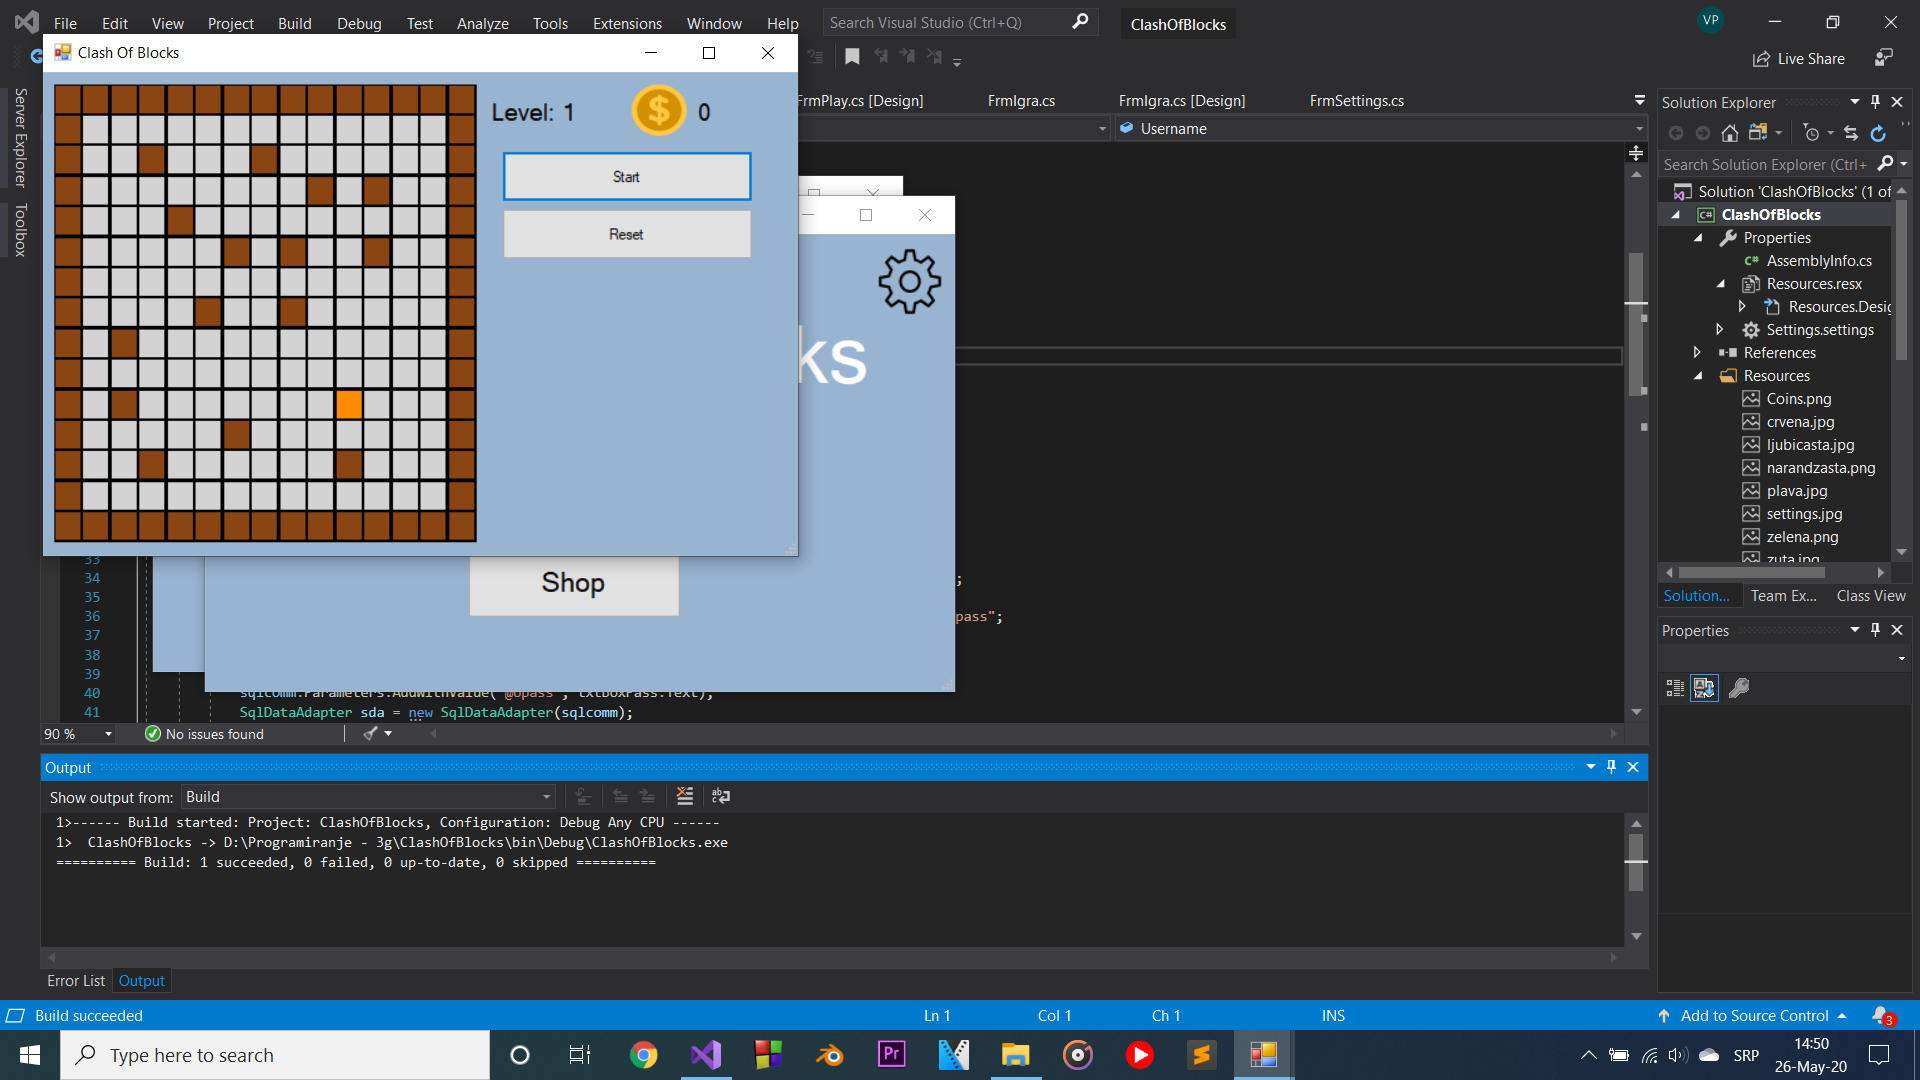 File Edit View Project Build Debug Test Analyze Tools Extensions Window Help Search Visual Studio (Ctrl+Q) ClashOfBlocks VP
Live Share
Clash Of Blocks
Level: 1 $ 0
Start
Reset
Server Explorer
Toolbox
FrmPlay.cs [Design] FrmIgra.cs FrmIgra.cs [Design] FrmSettings.cs
Username
ks
Shop
33
34 ;
35
36 pass";
37
38
39
40 sqlcomm.Parameters.AddWithValue("@upass", txtBoxPass.Text);
41 SqlDataAdapter sda = new SqlDataAdapter(sqlcomm);
90 % No issues found
Solution Explorer
Search Solution Explorer (Ctrl+
Solution 'ClashOfBlocks' (1 of
C# ClashOfBlocks
Properties
C# AssemblyInfo.cs
Resources.resx
Resources.Desig
Settings.settings
References
Resources
Coins.png
crvena.jpg
ljubicasta.jpg
narandzasta.png
plava.jpg
settings.jpg
zelena.png
zuta.jpg
Solution... Team Ex... Class View
Properties
Output
Show output from: Build
1>------ Build started: Project: ClashOfBlocks, Configuration: Debug Any CPU ------
1>  ClashOfBlocks -> D:\Programiranje - 3g\ClashOfBlocks\bin\Debug\ClashOfBlocks.exe
========== Build: 1 succeeded, 0 failed, 0 up-to-date, 0 skipped ==========
Error List Output
Build succeeded Ln 1 Col 1 Ch 1 INS Add to Source Control 3
Type here to search Pr SRP 14:50
26-May-20